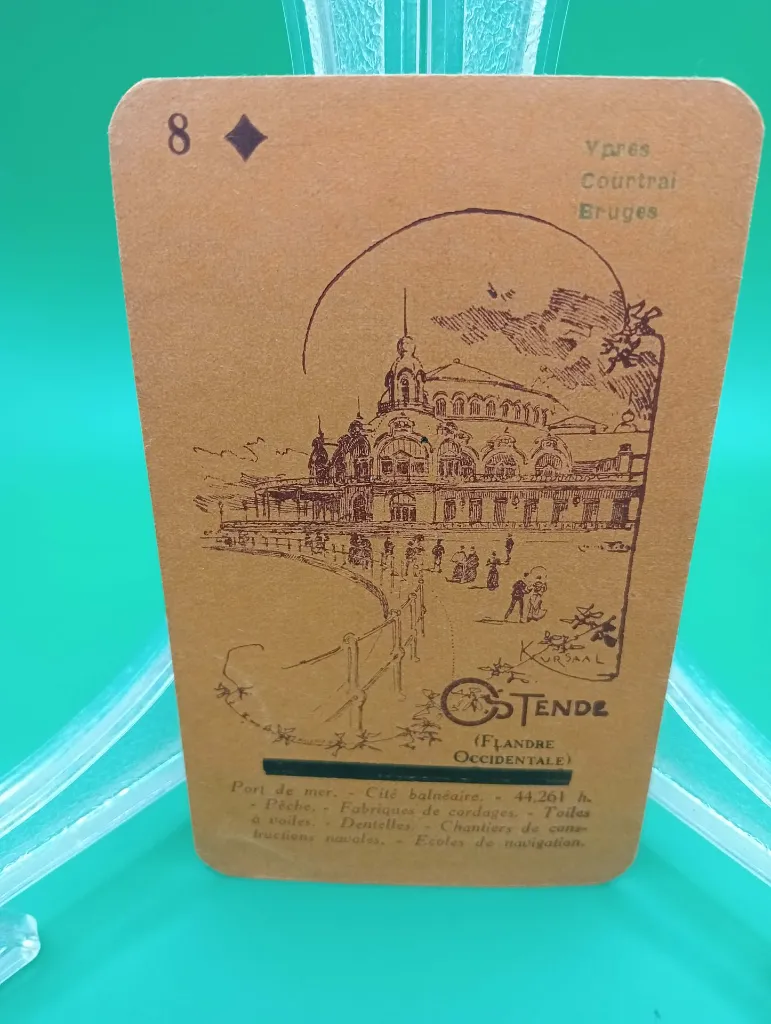 8
Ypres
Courtrai
Bruges
KURSAAL
OSTENDE
(FLANDRE
OCCIDENTALE)
Port de mer. - Cité balnéaire. - 44,261 h.
- Pêche. - Fabriques de cordages. - Toiles
à voiles. - Dentelles. - Chantiers de cons-
tructions navales. - Ecoles de navigation.